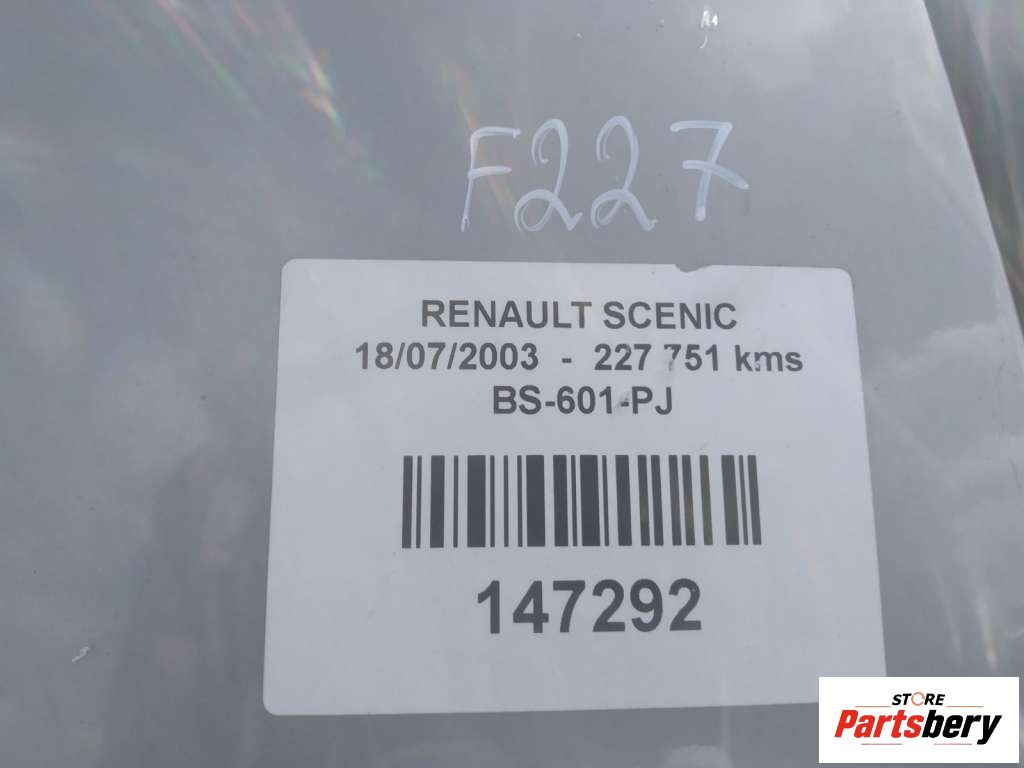 F227
RENAULT SCENIC
18/07/2003 - 227 751 kms
BS-601-PJ
147292
STORE
Partsbery